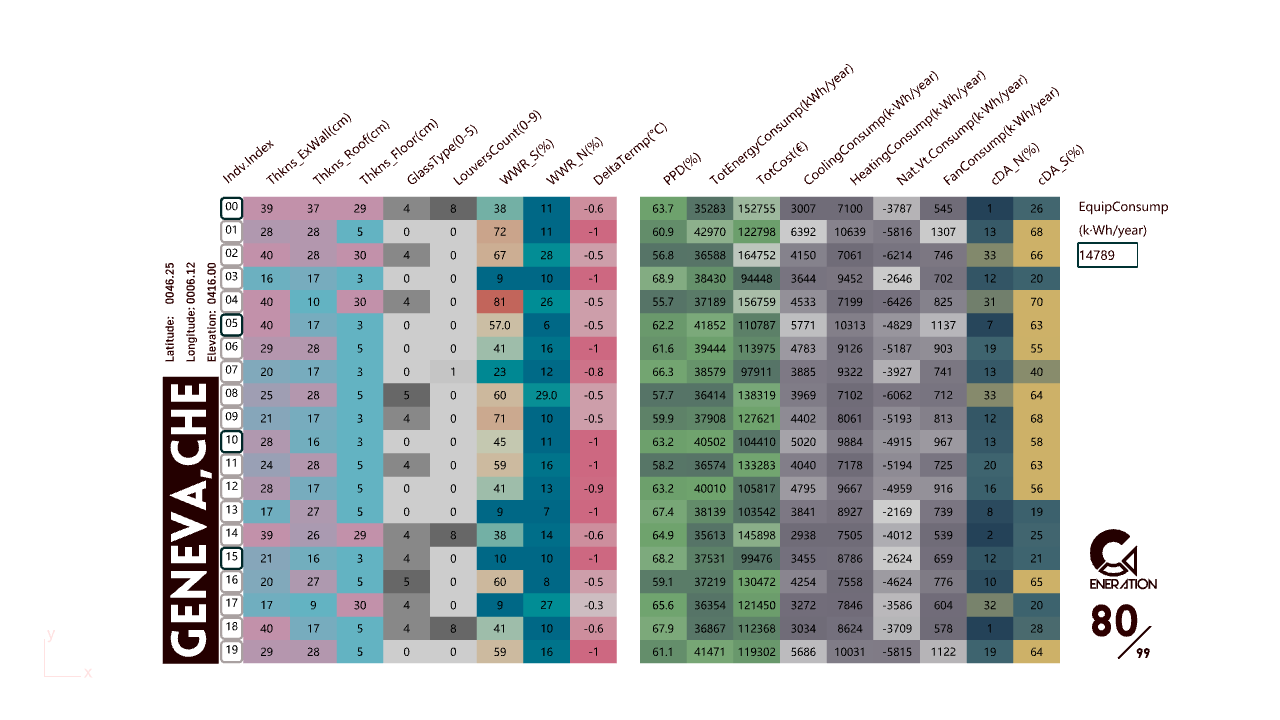 Indv.Index Thkns_ExWall(cm) Thkns_Roof(cm) Thkns_Floor(cm) GlassType(0-5) LouversCount(0-9) WWR_S(%) WWR_N(%) DeltaTermp(°C) PPD(%) TotEnergyConsump(kWh/year) TotCost(€) CoolingConsump(k·Wh/year) HeatingConsump(k·Wh/year) Nat.Vt.Consump(k·Wh/year) FanConsump(k·Wh/year) cDA_N(%) cDA_S(%)
00 39 37 29 4 8 38 11 -0.6 63.7 35283 152755 3007 7100 -3787 545 1 26
01 28 28 5 0 0 72 11 -1 60.9 42970 122798 6392 10639 -5816 1307 13 68
02 40 28 30 4 0 67 28 -0.5 56.8 36588 164752 4150 7061 -6214 746 33 66
03 16 17 3 0 0 9 10 -1 68.9 38430 94448 3644 9452 -2646 702 12 20
04 40 10 30 4 0 81 26 -0.5 55.7 37189 156759 4533 7199 -6426 825 31 70
05 40 17 3 0 0 57.0 6 -0.5 62.2 41852 110787 5771 10313 -4829 1137 7 63
06 29 28 5 0 0 41 16 -1 61.6 39444 113975 4783 9126 -5187 903 19 55
07 20 17 3 0 1 23 12 -0.8 66.3 38579 97911 3885 9322 -3927 741 13 40
08 25 28 5 5 0 60 29.0 -0.5 57.7 36414 138319 3969 7102 -6062 712 33 64
09 21 17 3 4 0 71 10 -0.5 59.9 37908 127621 4402 8061 -5193 813 12 68
10 28 16 3 0 0 45 11 -1 63.2 40502 104410 5020 9884 -4915 967 13 58
11 24 28 5 4 0 59 16 -1 58.2 36574 133283 4040 7178 -5194 725 20 63
12 28 17 5 0 0 41 13 -0.9 63.2 40010 105817 4795 9667 -4959 916 16 56
13 17 27 5 0 0 9 7 -1 67.4 38139 103542 3841 8927 -2169 739 8 19
14 39 26 29 4 8 38 14 -0.6 64.9 35613 145898 2938 7505 -4012 539 2 25
15 21 16 3 4 0 10 10 -1 68.2 37531 99476 3455 8786 -2624 659 12 21
16 20 27 5 5 0 60 8 -0.5 59.1 37219 130472 4254 7558 -4624 776 10 65
17 17 9 30 4 0 9 27 -0.3 65.6 36354 121450 3272 7846 -3586 604 32 20
18 40 17 5 4 8 41 10 -0.6 67.9 36867 112368 3034 8624 -3709 578 1 28
19 29 28 5 0 0 59 16 -1 61.1 41471 119302 5686 10031 -5815 1122 19 64
Latitude: 0046.25
Longitude: 0006.12
Elevation: 0416.00
GENEVA,CHE
EquipConsump
(k·Wh/year)
14789
ENERATION
80/99
y
x